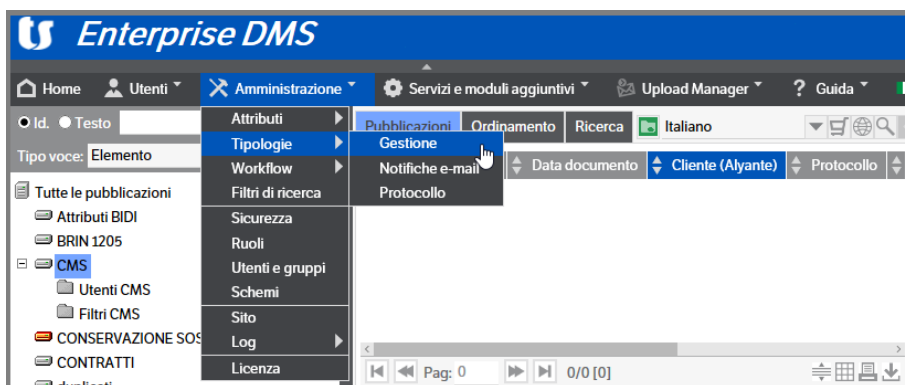 ts Enterprise DMS
Home Utenti Amministrazione Servizi e moduli aggiuntivi Upload Manager ? Guida
Id. Testo
Tipo voce: Elemento
Tutte le pubblicazioni
Attributi BIDI
BRIN 1205
CMS
Utenti CMS
Filtri CMS
CONSERVAZIONE SOS
CONTRATTI
duplicati
Attributi
Tipologie
Workflow
Filtri di ricerca
Sicurezza
Ruoli
Utenti e gruppi
Schemi
Sito
Log
Licenza
Gestione
Notifiche e-mail
Protocollo
Pubblicazioni Ordinamento Ricerca Italiano
Data documento Cliente (Alyante) Protocollo
Pag: 0 0/0 [0]